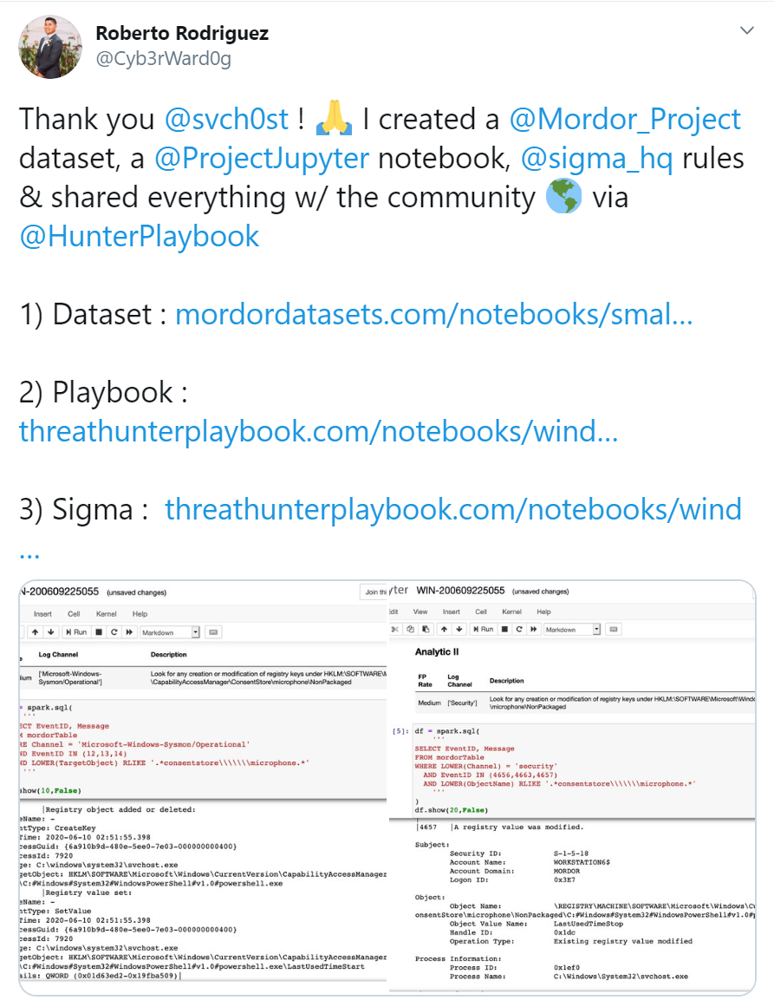 Roberto Rodriguez
@Cyb3rWard0g
Thank you @svch0st ! 🙏 I created a @Mordor_Project
dataset, a @ProjectJupyter notebook, @sigma_hq rules
& shared everything w/ the community 🌎 via
@HunterPlaybook
1) Dataset : mordordatasets.com/notebooks/smal…
2) Playbook :
threathunterplaybook.com/notebooks/wind…
3) Sigma : threathunterplaybook.com/notebooks/wind
…
N-200609225055 (unsaved changes)
Join thi
Insert Cell Kernel Help
Run Markdown
Log Channel Description
ium ['Microsoft-Windows-
Sysmon/Operational']
Look for any creation or modification of registry keys under HKLM:\SOFTWARE\M
\CapabilityAccessManager\ConsentStore\microphone\NonPackaged
= spark.sql(
'''
CT EventID, Message
mordorTable
E Channel = 'Microsoft-Windows-Sysmon/Operational'
D EventID IN (12,13,14)
D LOWER(TargetObject) RLIKE '.*consentstore\\\\\\\microphone.*'
'''
show(10,False)
|Registry object added or deleted:
eName: -
ntType: CreateKey
Time: 2020-06-10 02:51:55.398
cessGuid: {6a910b9d-480e-5ee0-7e03-000000000400}
cessId: 7920
ge: C:\windows\system32\svchost.exe
getObject: HKLM\SOFTWARE\Microsoft\Windows\CurrentVersion\CapabilityAccessManager
\C:#Windows#System32#WindowsPowerShell#v1.0#powershell.exe
|Registry value set:
eName: -
ntType: SetValue
Time: 2020-06-10 02:51:55.398
cessGuid: {6a910b9d-480e-5ee0-7e03-000000000400}
cessId: 7920
ge: C:\windows\system32\svchost.exe
getObject: HKLM\SOFTWARE\Microsoft\Windows\CurrentVersion\CapabilityAccessManager
\C:#Windows#System32#WindowsPowerShell#v1.0#powershell.exe\LastUsedTimeStart
ails: QWORD (0x01d63ed2-0x19fba509)|
yter WIN-200609225055 (unsaved changes)
dit View Insert Cell Kernel Help
Run Markdown
Analytic II
FP
Rate
Log
Channel
Description
Medium ['Security']
Look for any creation or modification of registry keys under HKLM:\SOFTWARE\Microsoft\Windo
\microphone\NonPackaged
[5]: df = spark.sql(
'''
SELECT EventID, Message
FROM mordorTable
WHERE LOWER(Channel) = 'security'
AND EventID IN (4656,4663,4657)
AND LOWER(ObjectName) RLIKE '.*consentstore\\\\\\\microphone.*'
'''
)
df.show(20,False)
|4657 |A registry value was modified.
Subject:
Security ID: S-1-5-18
Account Name: WORKSTATION6$
Account Domain: MORDOR
Logon ID: 0x3E7
Object:
Object Name: \REGISTRY\MACHINE\SOFTWARE\Microsoft\Windows\Cu
onsentStore\microphone\NonPackaged\C:#Windows#System32#WindowsPowerShell#v1.0#p
Object Value Name: LastUsedTimeStop
Handle ID: 0x1dc
Operation Type: Existing registry value modified
Process Information:
Process ID: 0x1ef0
Process Name: C:\Windows\System32\svchost.exe